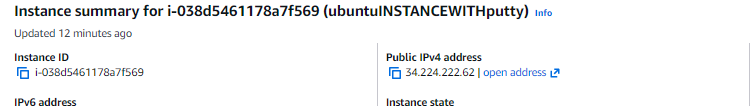 Instance summary for i-038d5461178a7f569 (ubuntuINSTANCEWITHputty) Info
Updated 12 minutes ago
Instance ID
i-038d5461178a7f569
Public IPv4 address
34.224.222.62 | open address
IPv6 address
Instance state